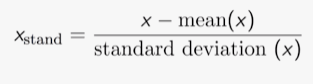 x_stand = x − mean(x) / standard deviation (x)